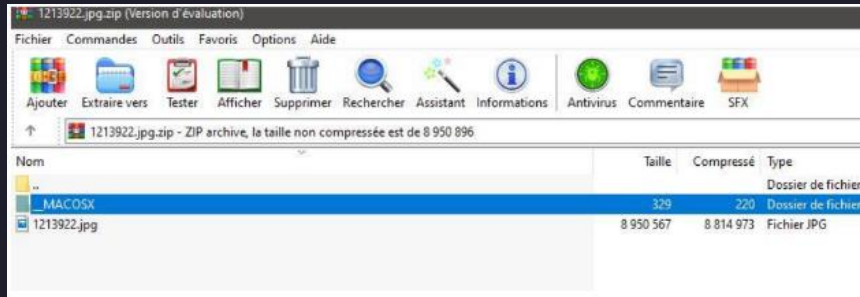 1213922.jpg.zip (Version d'évaluation)
Fichier Commandes Outils Favoris Options Aide
Ajouter Extraire vers Tester Afficher Supprimer Rechercher Assistant Informations Antivirus Commentaire SFX
1213922.jpg.zip - ZIP archive, la taille non compressée est de 8 950 896
Nom Taille Compressé Type
.. Dossier de fichier
__MACOSX 329 220 Dossier de fichier
1213922.jpg 8 950 567 8 814 973 Fichier JPG